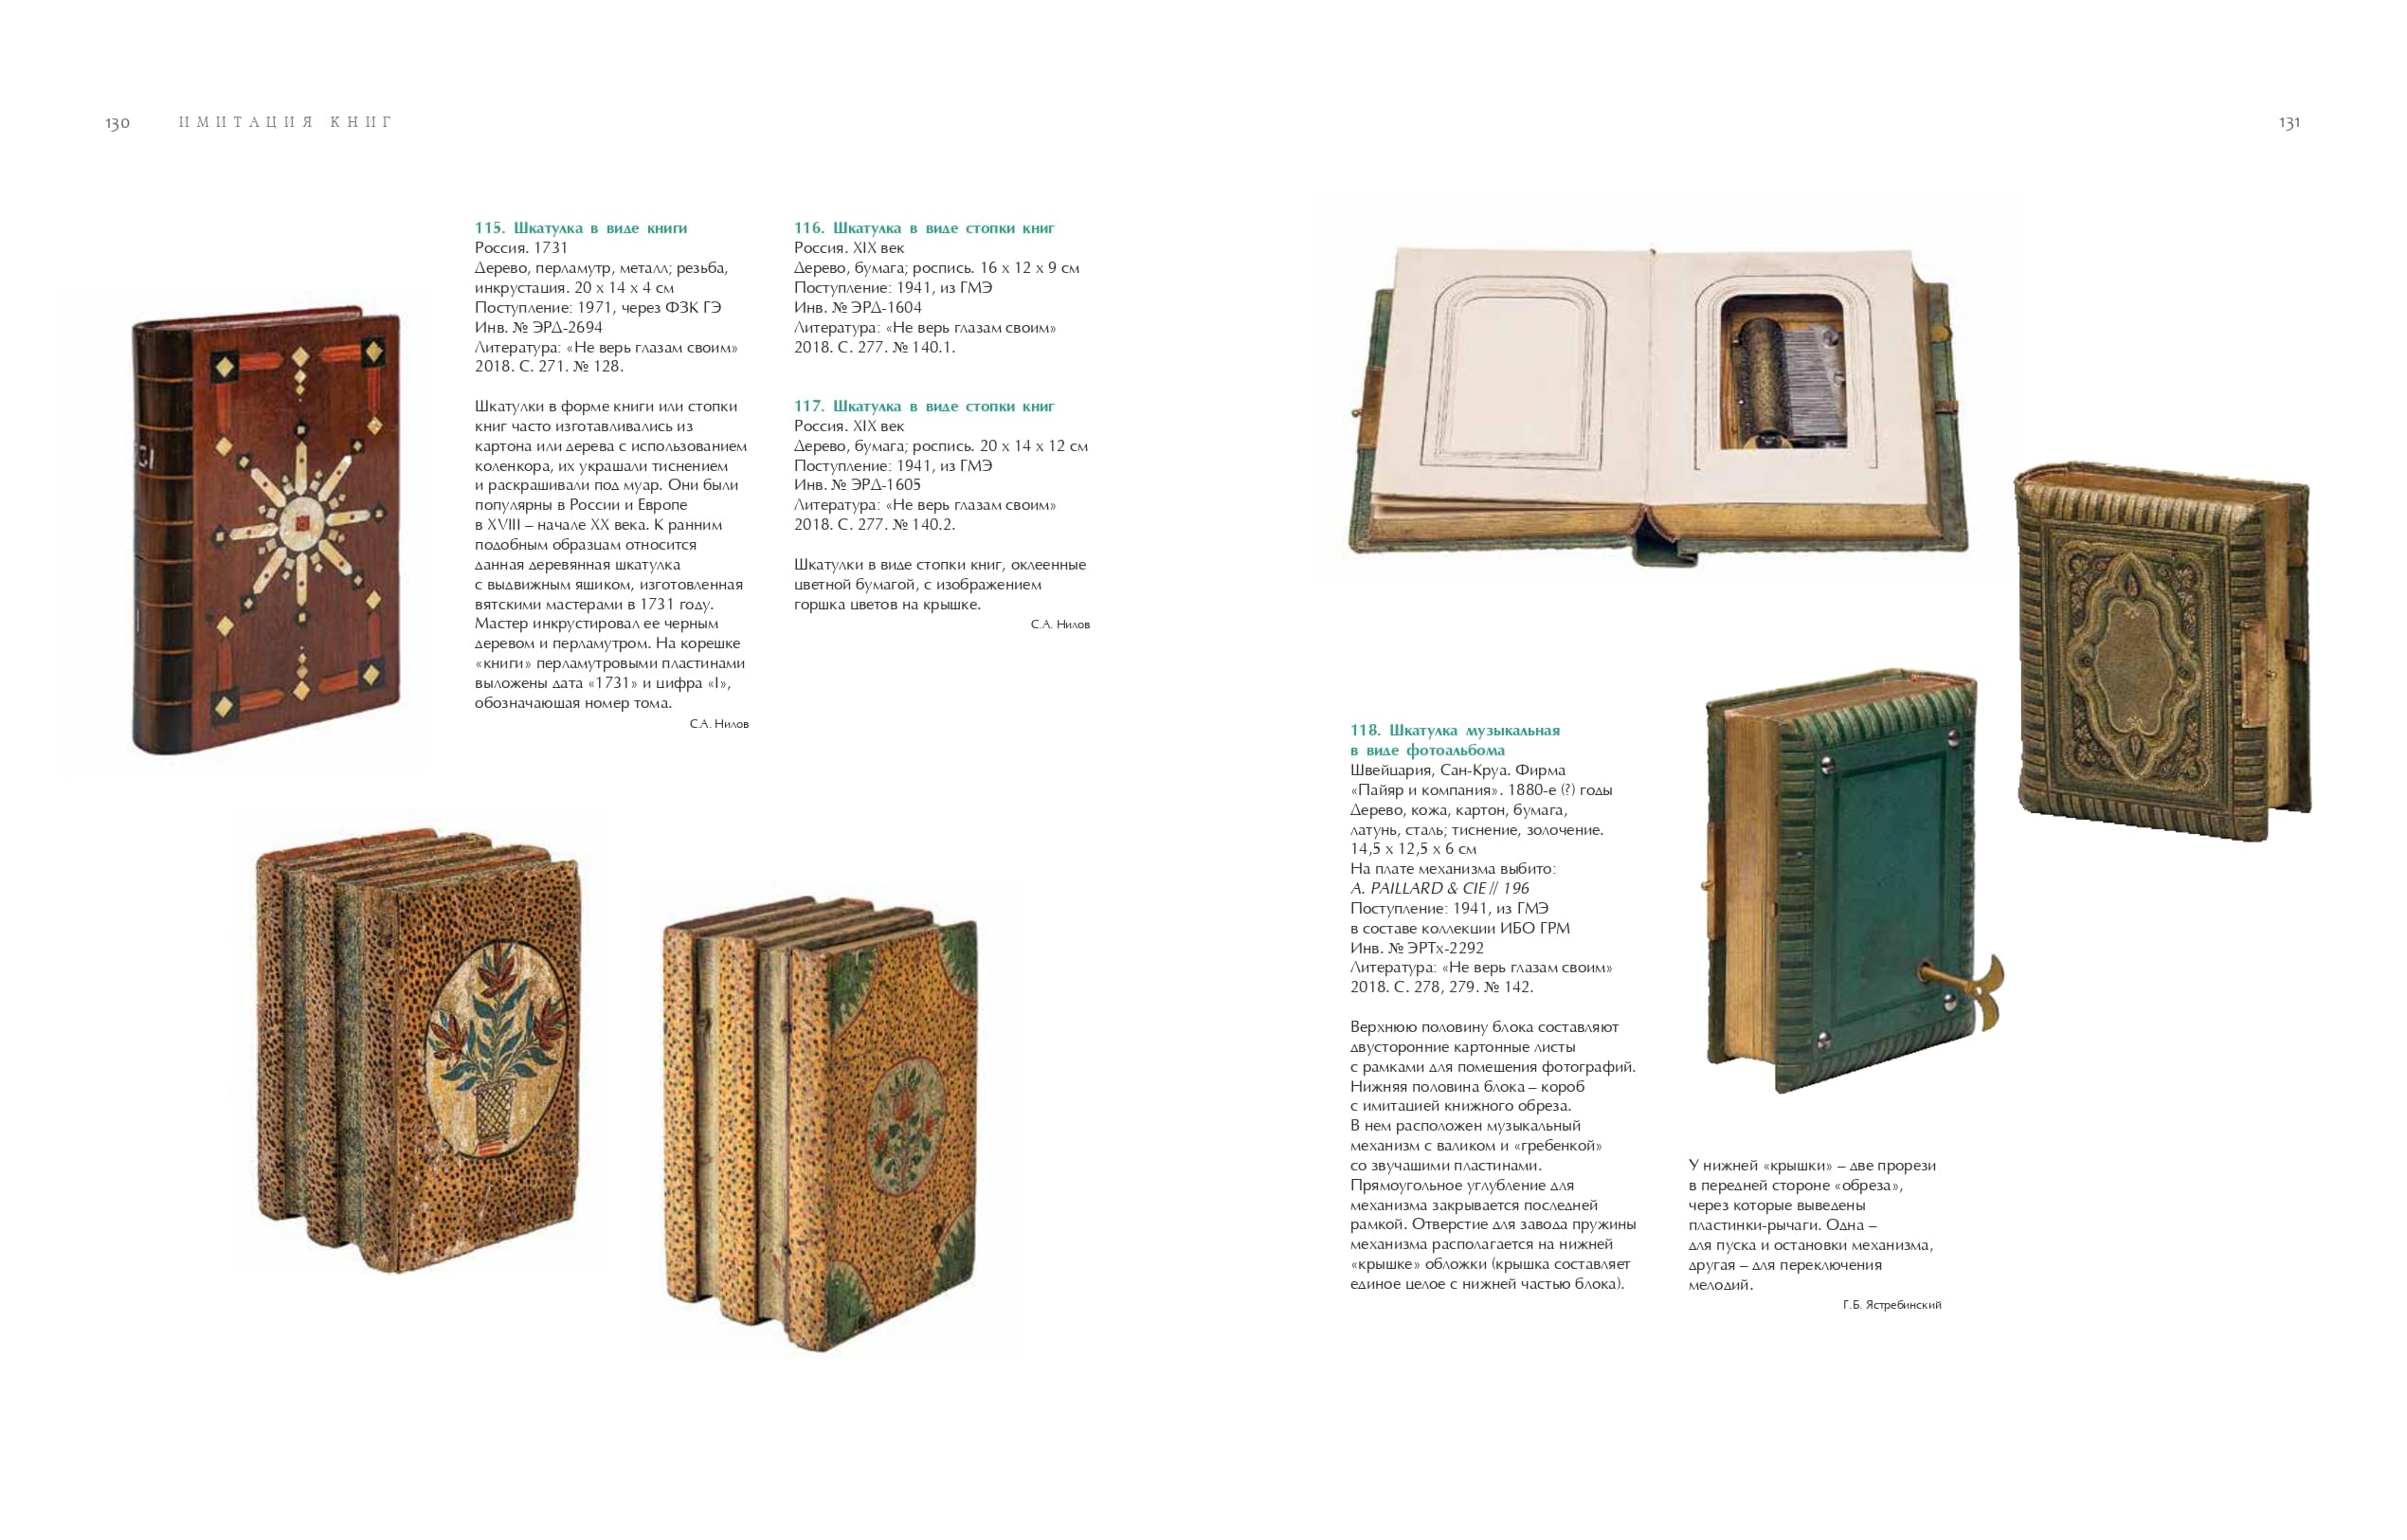 130 ИМИТАЦИЯ КНИГ
115. Шкатулка в виде книги
Россия. 1731
Дерево, перламутр, металл; резьба,
инкрустация. 20 x 14 x 4 см
Поступление: 1971, через ФЗК ГЭ
Инв. № ЭРД-2694
Литература: «Не верь глазам своим»
2018. С. 271. № 128.
Шкатулки в форме книги или стопки
книг часто изготавливались из
картона или дерева с использованием
коленкора, их украшали тиснением
и раскрашивали под муар. Они были
популярны в России и Европе
в XVIII – начале XX века. К ранним
подобным образцам относится
данная деревянная шкатулка
с выдвижным ящиком, изготовленная
вятскими мастерами в 1731 году.
Мастер инкрустировал ее черным
деревом и перламутром. На корешке
«книги» перламутровыми пластинами
выложены дата «1731» и цифра «I»,
обозначающая номер тома.
С.А. Нилов
116. Шкатулка в виде стопки книг
Россия. XIX век
Дерево, бумага; роспись. 16 x 12 x 9 см
Поступление: 1941, из ГМЭ
Инв. № ЭРД-1604
Литература: «Не верь глазам своим»
2018. С. 277. № 140.1.
117. Шкатулка в виде стопки книг
Россия. XIX век
Дерево, бумага; роспись. 20 x 14 x 12 см
Поступление: 1941, из ГМЭ
Инв. № ЭРД-1605
Литература: «Не верь глазам своим»
2018. С. 277. № 140.2.
Шкатулки в виде стопки книг, оклеенные
цветной бумагой, с изображением
горшка цветов на крышке.
С.А. Нилов
131
118. Шкатулка музыкальная
в виде фотоальбома
Швейцария, Сан-Круа. Фирма
«Пайяр и компания». 1880-е (?) годы
Дерево, кожа, картон, бумага,
латунь, сталь; тиснение, золочение.
14,5 x 12,5 x 6 см
На плате механизма выбито:
A. PAILLARD & CIE // 196
Поступление: 1941, из ГМЭ
в составе коллекции ИБО ГРМ
Инв. № ЭРТх-2292
Литература: «Не верь глазам своим»
2018. С. 278, 279. № 142.
Верхнюю половину блока составляют
двусторонние картонные листы
с рамками для помещения фотографий.
Нижняя половина блока – короб
с имитацией книжного обреза.
В нем расположен музыкальный
механизм с валиком и «гребенкой»
со звучащими пластинами.
Прямоугольное углубление для
механизма закрывается последней
рамкой. Отверстие для завода пружины
механизма располагается на нижней
«крышке» обложки (крышка составляет
единое целое с нижней частью блока).
У нижней «крышки» – две прорези
в передней стороне «обреза»,
через которые выведены
пластинки-рычаги. Одна –
для пуска и остановки механизма,
другая – для переключения
мелодий.
Г.Б. Ястребинский